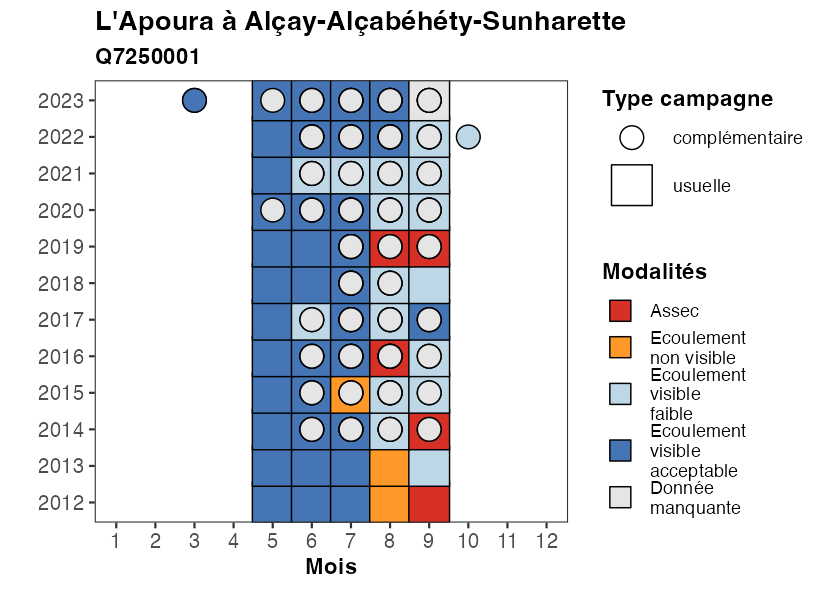 L'Apoura à Alçay-Alçabéhéty-Sunharette
Q7250001
2023
2022
2021
2020
2019
2018
2017
2016
2015
2014
2013
2012
1 2 3 4 5 6 7 8 9 10 11 12
Mois
Type campagne
complémentaire
usuelle
Modalités
Assec
Ecoulement
non visible
Ecoulement
visible
faible
Ecoulement
visible
acceptable
Donnée
manquante